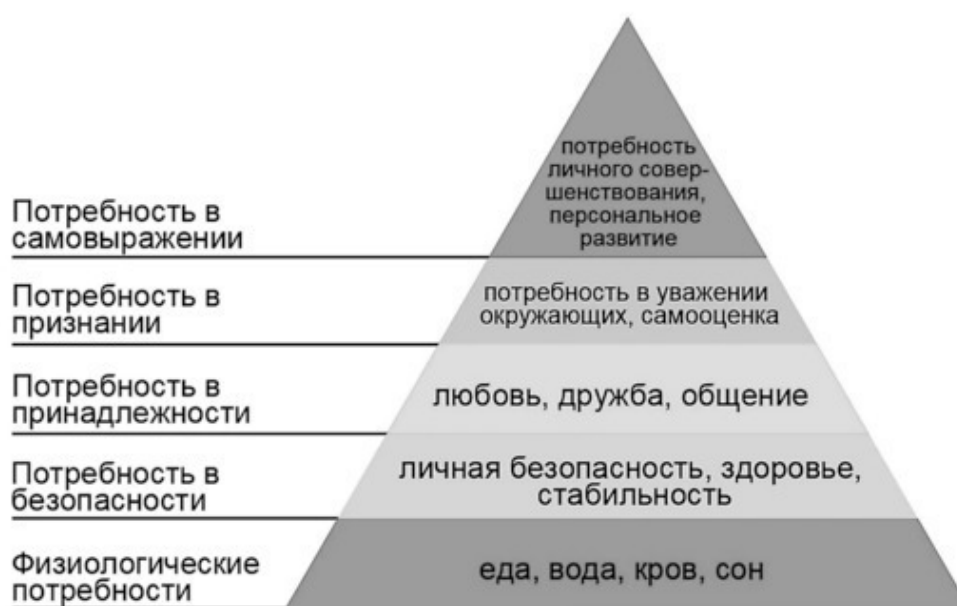 потребность
личного совер-
шенствования,
персональное
развитие
Потребность в
самовыражении
потребность в уважении
окружающих, самооценка
Потребность в
признании
любовь, дружба, общение
Потребность в
принадлежности
личная безопасность, здоровье,
стабильность
Потребность в
безопасности
еда, вода, кров, сон
Физиологические
потребности